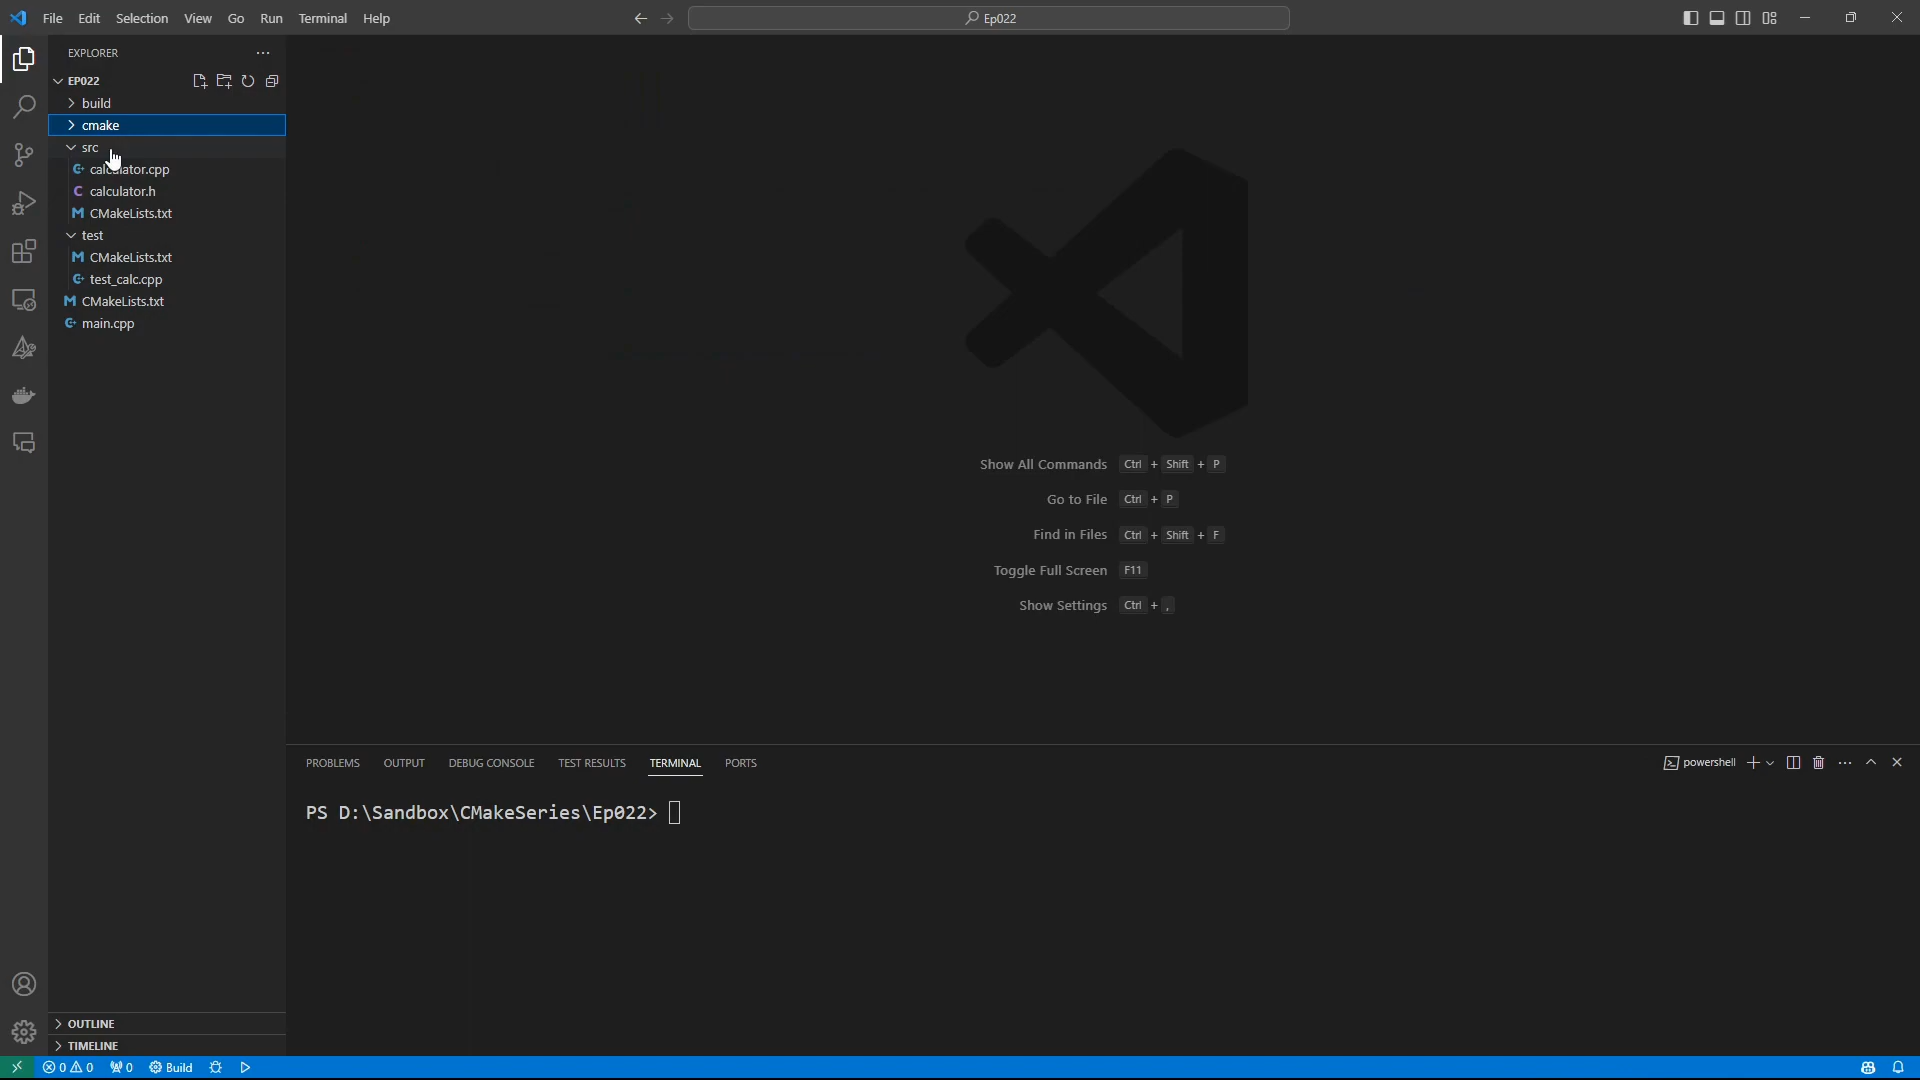 File Edit Selection View Go Run Terminal Help
Ep022
EXPLORER
EP022
build
cmake
src
calculator.cpp
calculator.h
CMakeLists.txt
test
CMakeLists.txt
test_calc.cpp
CMakeLists.txt
main.cpp
Show All Commands Ctrl + Shift + P
Go to File Ctrl + P
Find in Files Ctrl + Shift + F
Toggle Full Screen F11
Show Settings Ctrl + ,
PROBLEMS OUTPUT DEBUG CONSOLE TEST RESULTS TERMINAL PORTS
powershell
PS D:\Sandbox\CMakeSeries\Ep022>
OUTLINE
TIMELINE
0 0 0 Build